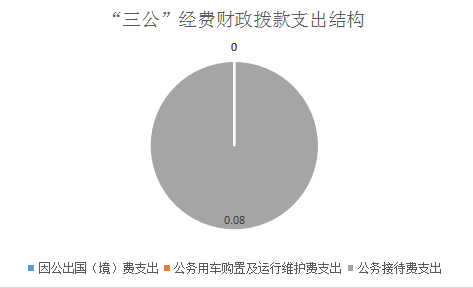 “三公”经费财政拨款支出结构
0
0.08
因公出国（境）费支出 公务用车购置及运行维护费支出 公务接待费支出